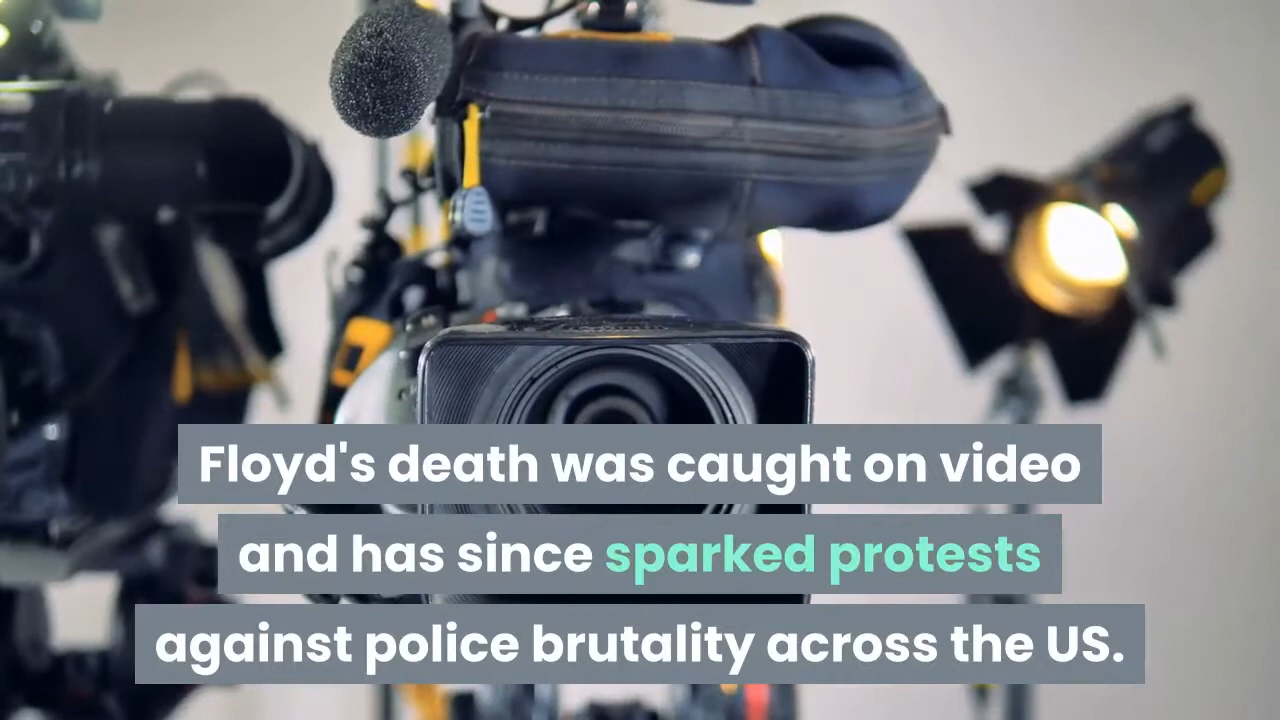 Floyd's death was caught on video
and has since sparked protests
against police brutality across the US.